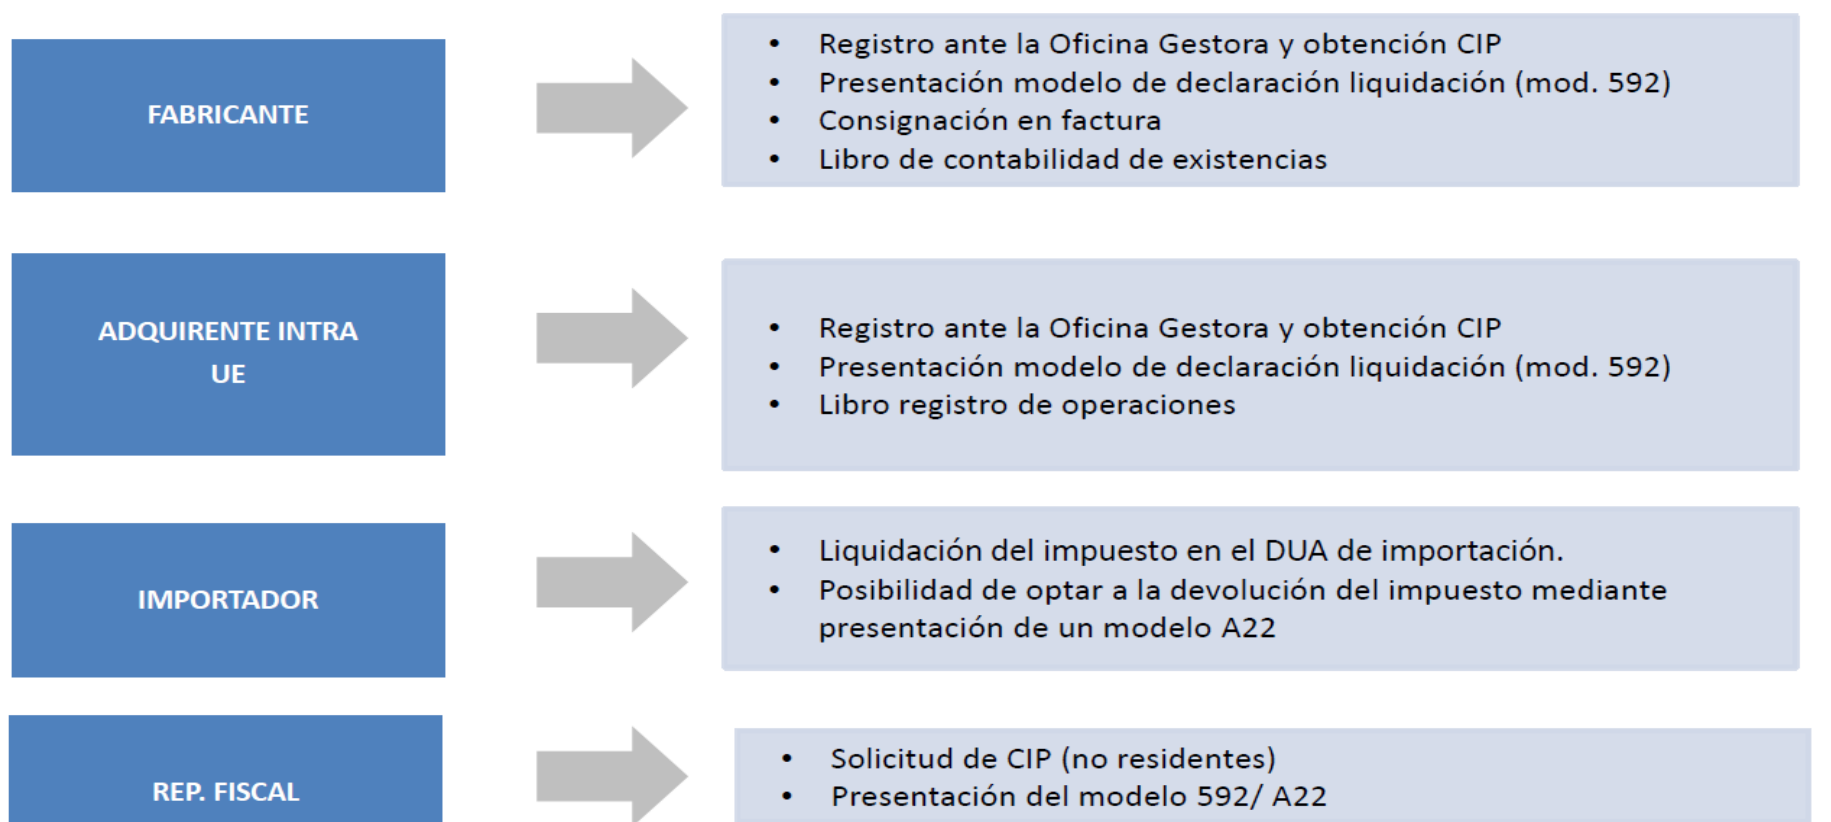 FABRICANTE
• Registro ante la Oficina Gestora y obtención CIP
• Presentación modelo de declaración liquidación (mod. 592)
• Consignación en factura
• Libro de contabilidad de existencias
ADQUIRENTE INTRA
UE
• Registro ante la Oficina Gestora y obtención CIP
• Presentación modelo de declaración liquidación (mod. 592)
• Libro registro de operaciones
IMPORTADOR
• Liquidación del impuesto en el DUA de importación.
• Posibilidad de optar a la devolución del impuesto mediante
presentación de un modelo A22
REP. FISCAL
• Solicitud de CIP (no residentes)
• Presentación del modelo 592/ A22